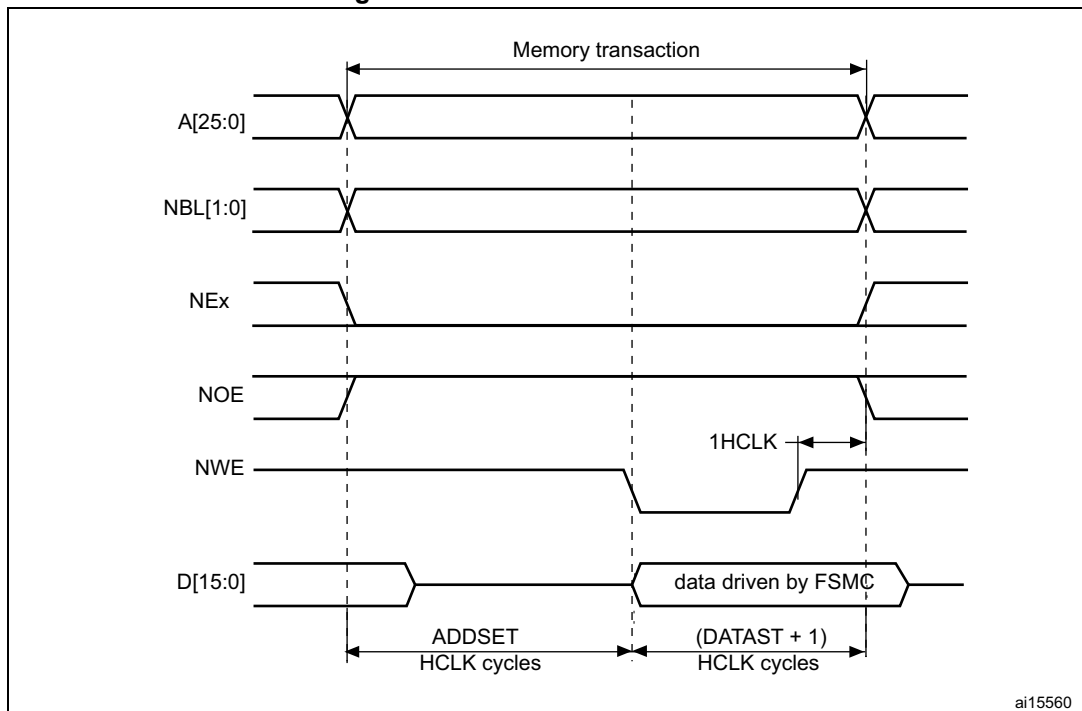 Memory transaction
A[25:0]
NBL[1:0]
NEx
NOE
1HCLK
NWE
D[15:0]
data driven by FSMC
ADDSET
HCLK cycles
(DATAST + 1)
HCLK cycles
ai15560